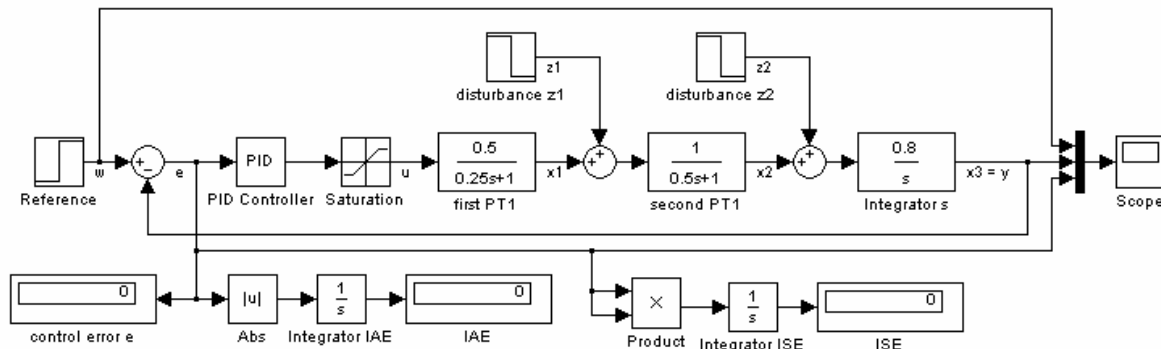 z1
z2
disturbance z1
disturbance z2
Reference
w
+
−
e
PID
PID Controller
Saturation
u
0.5
0.25s+1
first PT1
x1
+
+
1
0.5s+1
second PT1
x2
+
+
0.8
s
Integrator s
x3 = y
Scope
0
control error e
|u|
Abs
1
s
Integrator IAE
0
IAE
×
Product
1
s
Integrator ISE
0
ISE